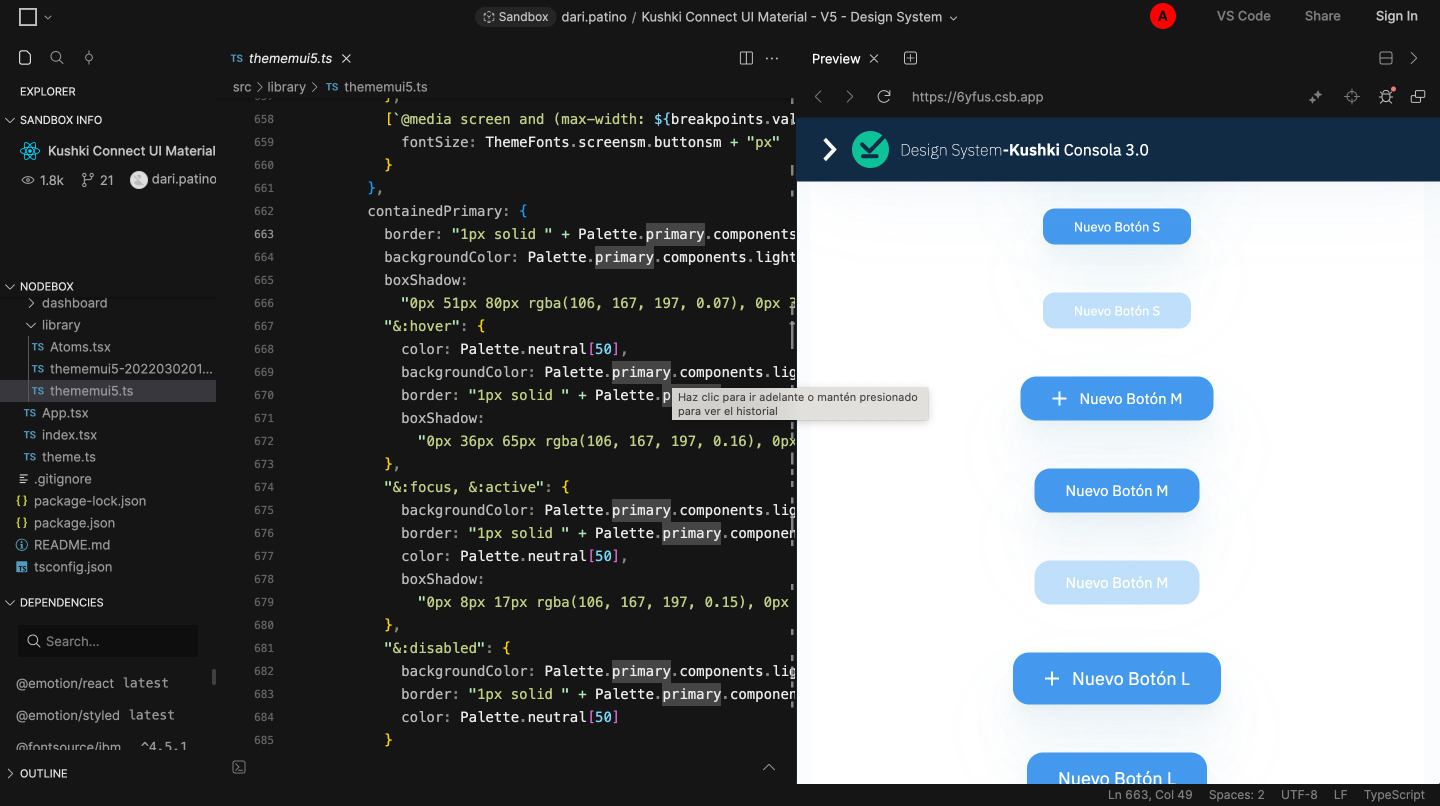 Sandbox dari.patino / Kushki Connect UI Material - V5 - Design System
A VS Code Share Sign In
EXPLORER
SANDBOX INFO
Kushki Connect UI Material
1.8k 21 dari.patino
NODEBOX
dashboard
library
TS Atoms.tsx
TS thememui5-2022030201...
TS thememui5.ts
TS App.tsx
TS index.tsx
TS theme.ts
.gitignore
{} package-lock.json
{} package.json
README.md
TS tsconfig.json
DEPENDENCIES
Search...
@emotion/react latest
@emotion/styled latest
@fontsource/ibm ^4.5.1
OUTLINE
TS thememui5.ts
src > library > TS thememui5.ts
657 },
658 [`@media screen and (max-width: ${breakpoints.val
659 fontSize: ThemeFonts.screensm.buttonsm + "px"
660 }
661 },
662 containedPrimary: {
663 border: "1px solid " + Palette.primary.components
664 backgroundColor: Palette.primary.components.light
665 boxShadow:
666 "0px 51px 80px rgba(106, 167, 197, 0.07), 0px 3
667 "&:hover": {
668 color: Palette.neutral[50],
669 backgroundColor: Palette.primary.components.lig
670 border: "1px solid " + Palette.p
671 boxShadow:
672 "0px 36px 65px rgba(106, 167, 197, 0.16), 0px
673 },
674 "&:focus, &:active": {
675 backgroundColor: Palette.primary.components.lig
676 border: "1px solid " + Palette.primary.componen
677 color: Palette.neutral[50],
678 boxShadow:
679 "0px 8px 17px rgba(106, 167, 197, 0.15), 0px
680 },
681 "&:disabled": {
682 backgroundColor: Palette.primary.components.lig
683 border: "1px solid " + Palette.primary.componen
684 color: Palette.neutral[50]
685 }
Haz clic para ir adelante o mantén presionado
para ver el historial
Preview
https://6yfus.csb.app
Design System-Kushki Consola 3.0
Nuevo Botón S
Nuevo Botón S
Nuevo Botón M
Nuevo Botón M
Nuevo Botón M
Nuevo Botón L
Nuevo Botón L
Ln 663, Col 49 Spaces: 2 UTF-8 LF TypeScript